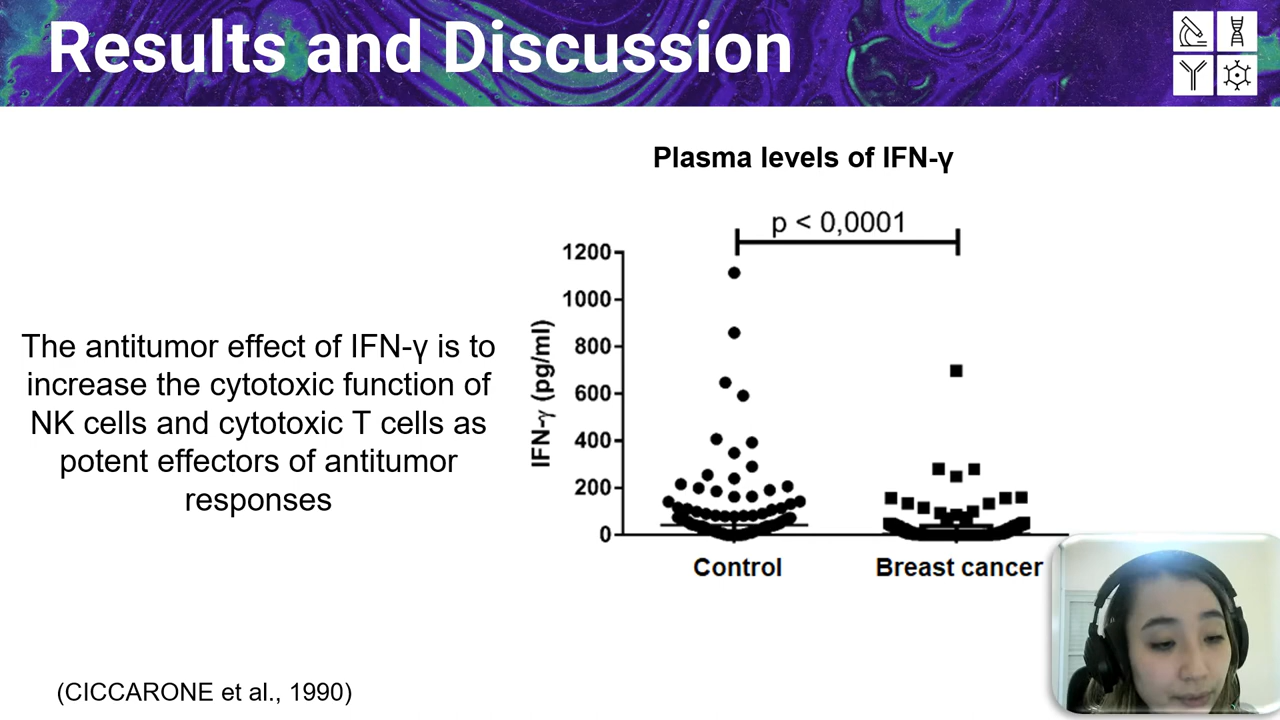 Results and Discussion
Plasma levels of IFN-γ
p < 0,0001
IFN-γ (pg/ml)
1200
1000
800
600
400
200
0
Control
Breast cancer
The antitumor effect of IFN-γ is to
increase the cytotoxic function of
NK cells and cytotoxic T cells as
potent effectors of antitumor
responses
(CICCARONE et al., 1990)